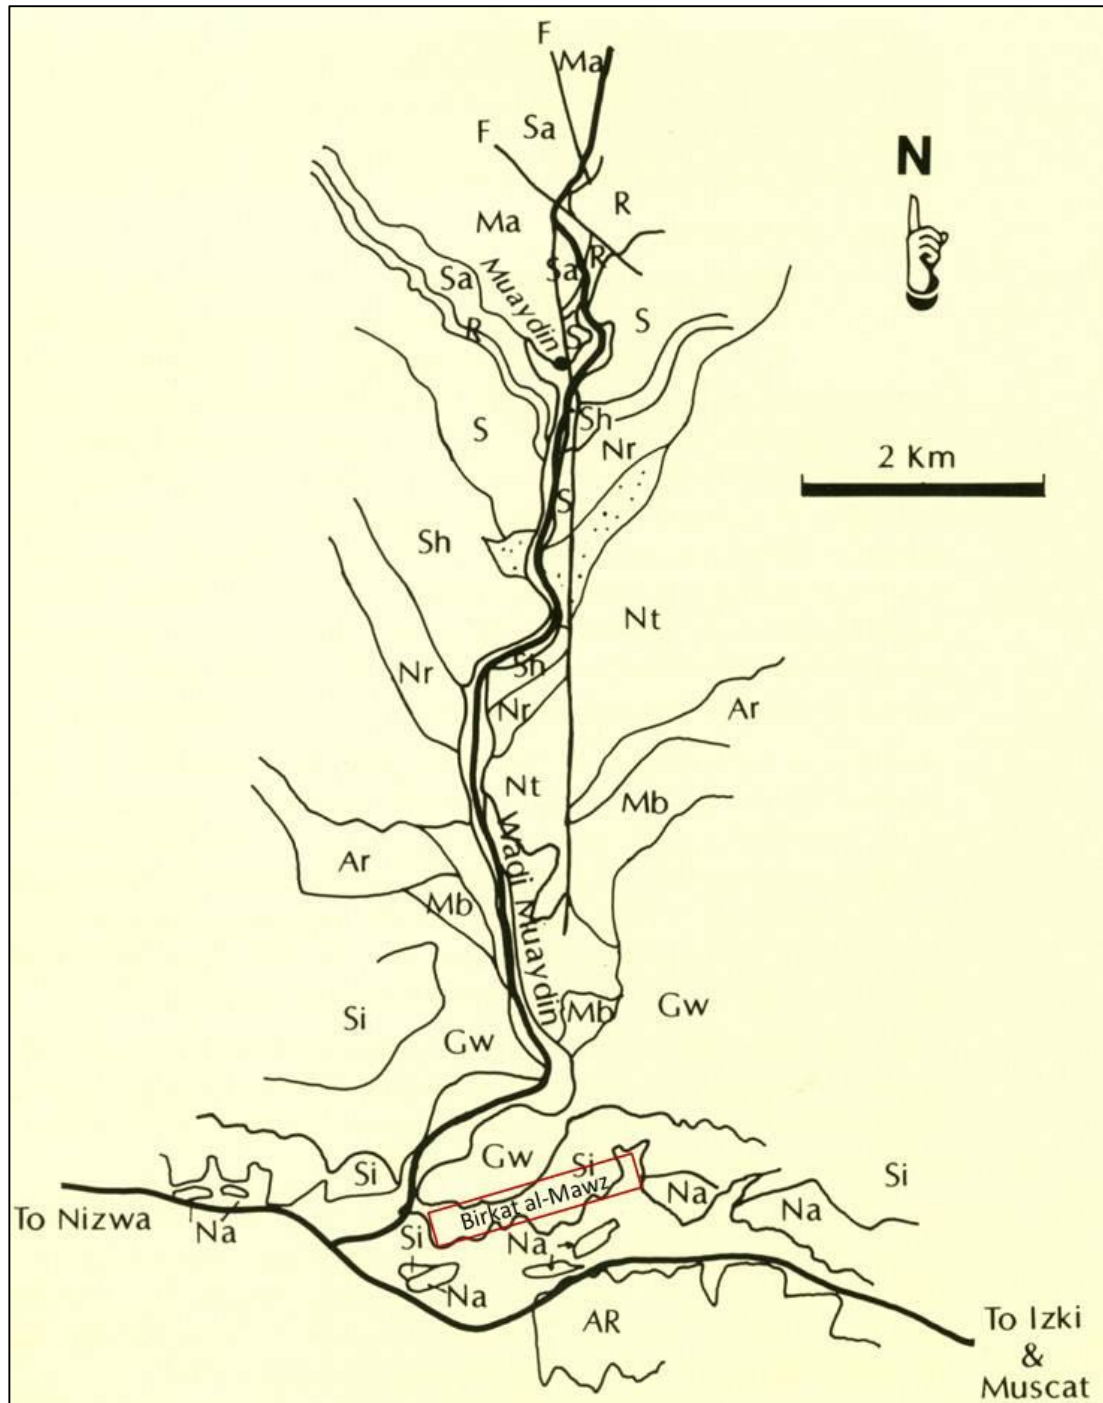 F
Ma
F
Sa
N
R
Ma
R
Sa
Sa
Muaydin
S
R
S
S
Sh
Nr
2 Km
S
Sh
Nt
Sh
Nr
Nr
Ar
Nt
Mb
Ar
Wadi Muaydin
Mb
Si
Mb
Gw
Gw
Gw
Si
Si
Si
Na
Birkat al-Mawz
Na
To Nizwa
Na
Si
Na
Na
AR
To Izki
&
Muscat